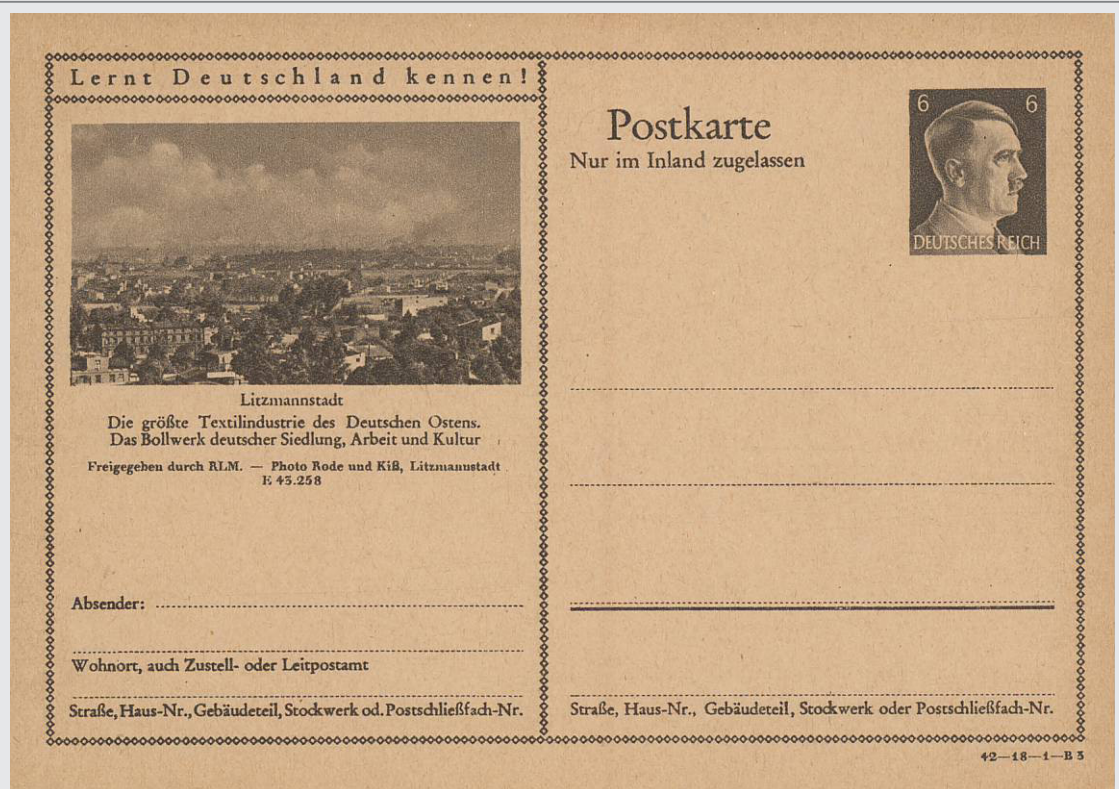 Lernt Deutschland kennen!
Litzmannstadt
Die größte Textilindustrie des Deutschen Ostens.
Das Bollwerk deutscher Siedlung, Arbeit und Kultur
Freigegeben durch RLM. — Photo Rode und Kiß, Litzmannstadt
E 43.258
Absender:
Wohnort, auch Zustell- oder Leitpostamt
Straße, Haus-Nr., Gebäudeteil, Stockwerk od. Postschließfach-Nr.
Postkarte
Nur im Inland zugelassen
6 6
DEUTSCHES REICH
Straße, Haus-Nr., Gebäudeteil, Stockwerk oder Postschließfach-Nr.
42—18—1—B 3